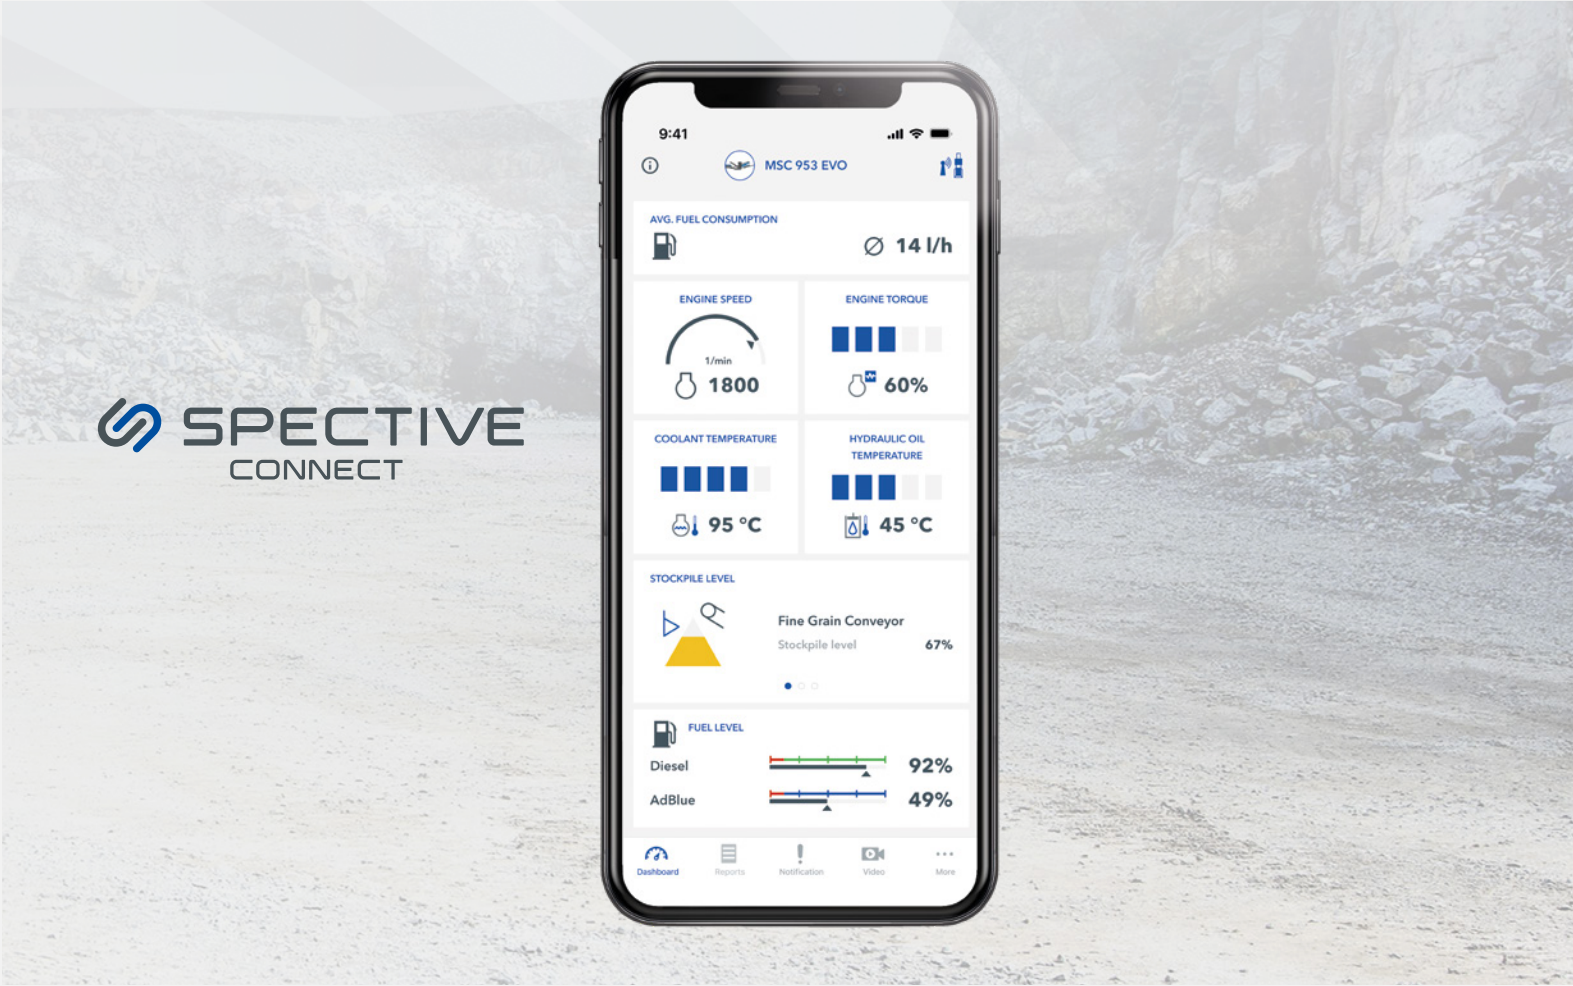 SPECTIVE
CONNECT
9:41
MSC 953 EVO
AVG. FUEL CONSUMPTION
Ø 14 l/h
ENGINE SPEED
1/min
1800
ENGINE TORQUE
60%
COOLANT TEMPERATURE
95 °C
HYDRAULIC OIL
TEMPERATURE
45 °C
STOCKPILE LEVEL
Fine Grain Conveyor
Stockpile level 67%
FUEL LEVEL
Diesel 92%
AdBlue 49%
Dashboard Reports Notification Video More